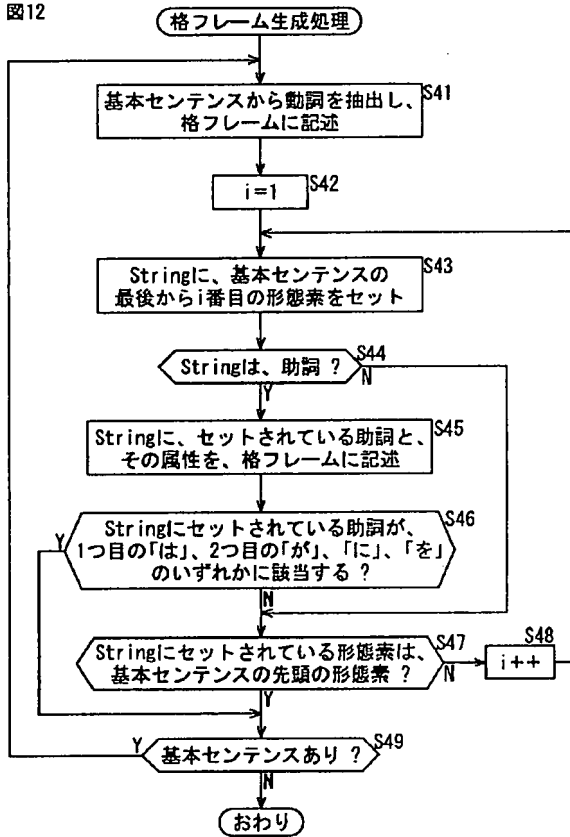 図12
格フレーム生成処理
基本センテンスから動詞を抽出し、
格フレームに記述
S41
i=1
S42
Stringに、基本センテンスの
最後からi番目の形態素をセット
S43
Stringは、助詞 ?
S44
N
Y
Stringに、セットされている助詞と、
その属性を、格フレームに記述
S45
Stringにセットされている助詞が、
1つ目の「は」、2つ目の「が」、「に」、「を」
のいずれかに該当する ?
S46
Y
N
Stringにセットされている形態素は、
基本センテンスの先頭の形態素 ?
S47
N
i++
S48
Y
基本センテンスあり ?
S49
Y
N
おわり